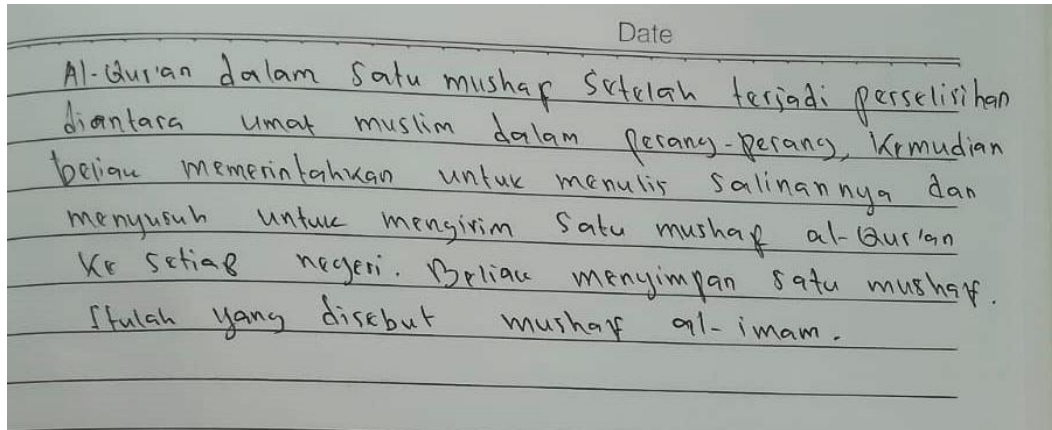 Date
Al-Qur'an dalam satu mushaf setelah terjadi perselisihan
diantara umat muslim dalam perang-perang, kemudian
beliau memerintahkan untuk menulis salinannya dan
menyusuh untuk mengirim satu mushaf al-Qur'an
ke setiap negeri. Beliau menyimpan satu mushaf.
Itulah yang disebut mushaf al-imam.